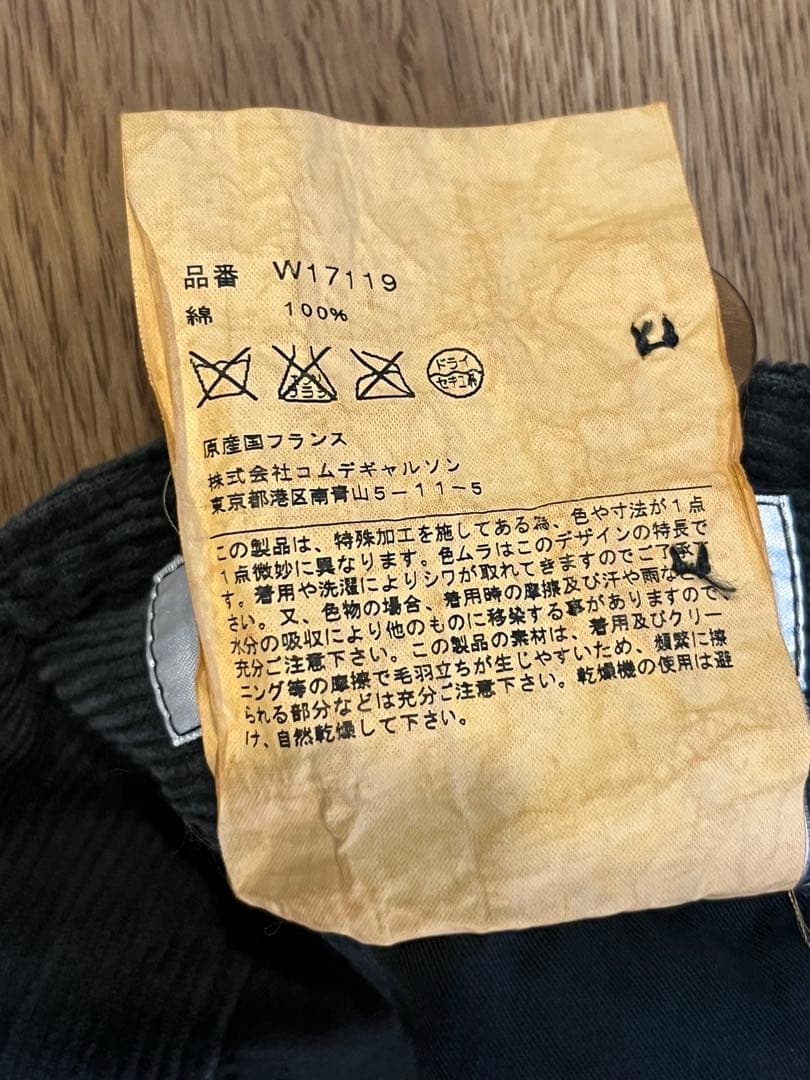 品番 W17119
綿 100%
エンソ サラシ
ドライ
セキユ系
原産国フランス
株式会社コムデギャルソン
東京都港区南青山5-11-5
この製品は、特殊加工を施してある為、色や寸法が1点
1点微妙に異なります。色ムラはこのデザインの特長で
す。着用や洗濯によりシワが取れてきますのでご了承
さい。又、色物の場合、着用時の摩擦及び汗や雨など
水分の吸収により他のものに移染する事がありますので、
充分ご注意下さい。この製品の素材は、着用及びクリー
ニング等の摩擦で毛羽立ちが生じやすいため、頻繁に擦
られる部分などは充分ご注意下さい。乾燥機の使用は避
け、自然乾燥して下さい。